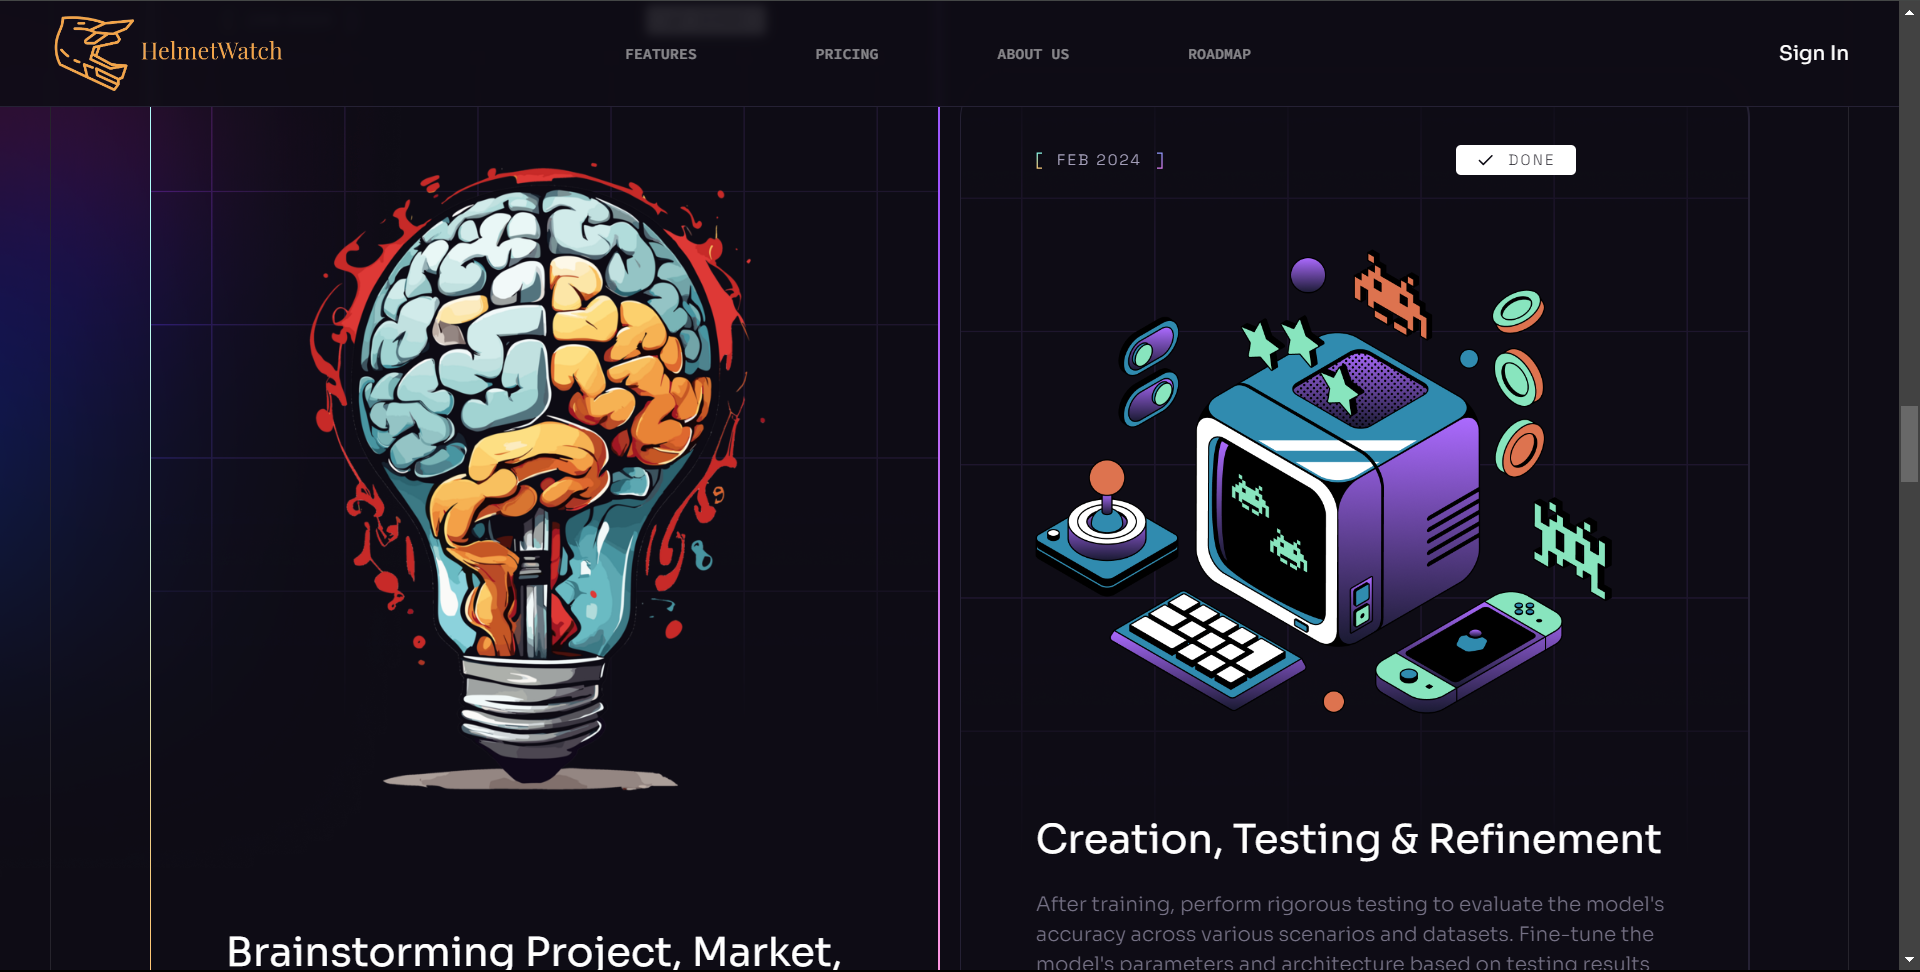 HelmetWatch
FEATURES
PRICING
ABOUT US
ROADMAP
Sign In
[ FEB 2024 ]
DONE
Brainstorming Project, Market,
Creation, Testing & Refinement
After training, perform rigorous testing to evaluate the model's
accuracy across various scenarios and datasets. Fine-tune the
model's parameters and architecture based on testing results